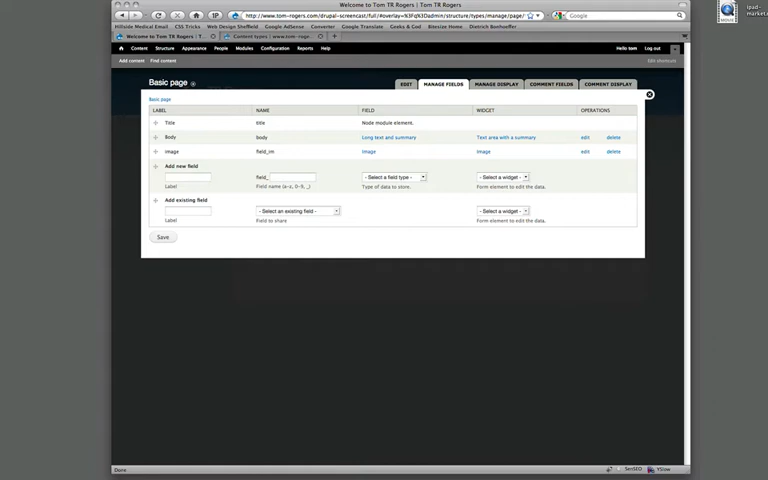 Welcome to Tom TR Rogers | Tom TR Rogers
http://www.tom-rogers.com/drupal-screencast/full/#overlay=%3Fq%3Dadmin/structure/types/manage/page/
Google
Hillside Medical Email CSS Tricks Web Design Sheffield Google AdSense Converter Google Translate Geeks & God Kitesize Home Dietrich Bonhoeffer
Welcome to Tom TR Rogers | T... Content types | www.tom-roge...
Content Structure Appearance People Modules Configuration Reports Help Hello tom Log out
Add content Find content Edit shortcuts
Basic page
EDIT MANAGE FIELDS MANAGE DISPLAY COMMENT FIELDS COMMENT DISPLAY
Basic page
LABEL NAME FIELD WIDGET OPERATIONS
Title title Node module element.
Body body Long text and summary Text area with a summary edit delete
image field_im Image Image edit delete
Add new field
field_ - Select a field type - - Select a widget -
Label Field name (a-z, 0-9, _) Type of data to store. Form element to edit the data.
Add existing field
- Select an existing field - - Select a widget -
Label Field to share Form element to edit the data.
Save
Done SenSEO YSlow
ipad-
market
MOVIE